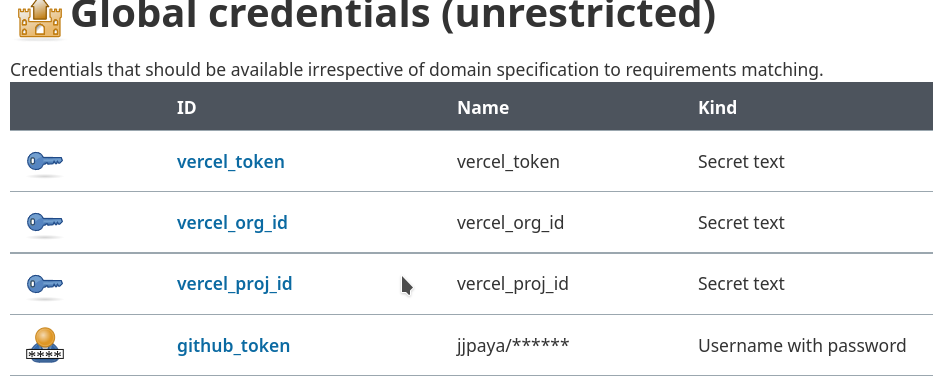 Global credentials (unrestricted)
Credentials that should be available irrespective of domain specification to requirements matching.
ID Name Kind
vercel_token vercel_token Secret text
vercel_org_id vercel_org_id Secret text
vercel_proj_id vercel_proj_id Secret text
**** github_token jjpaya/****** Username with password